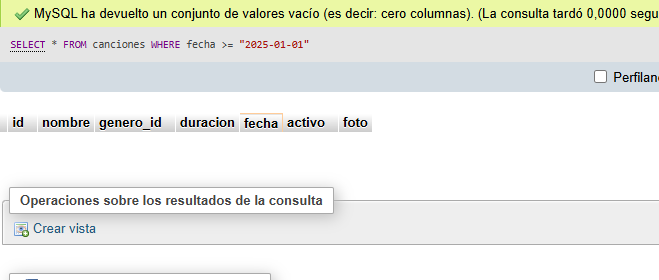 MySQL ha devuelto un conjunto de valores vacío (es decir: cero columnas). (La consulta tardó 0,0000 segu
SELECT * FROM canciones WHERE fecha >= "2025-01-01"
Perfilan
id nombre genero_id duracion fecha activo foto
Operaciones sobre los resultados de la consulta
Crear vista